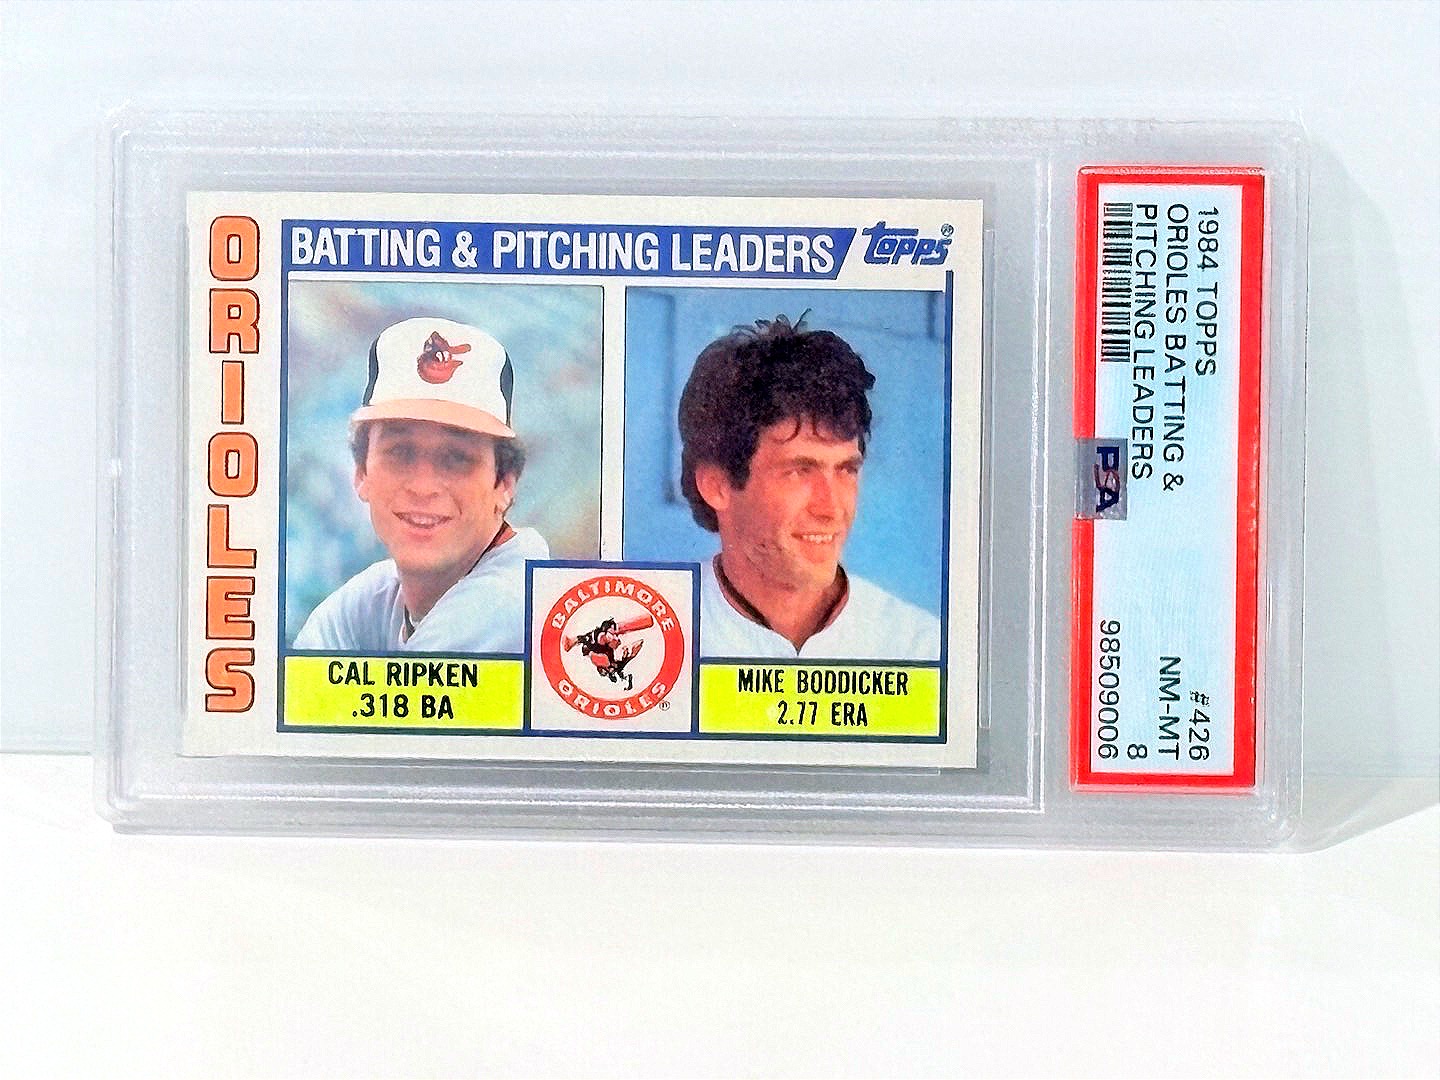 ORIOLES
BATTING & PITCHING LEADERS
topps®
CAL RIPKEN
.318 BA
BALTIMORE
ORIOLES
®
MIKE BODDICKER
2.77 ERA
1984 TOPPS
#426
ORIOLES BATTING &
NM-MT
PITCHING LEADERS
8
98509006
PSA